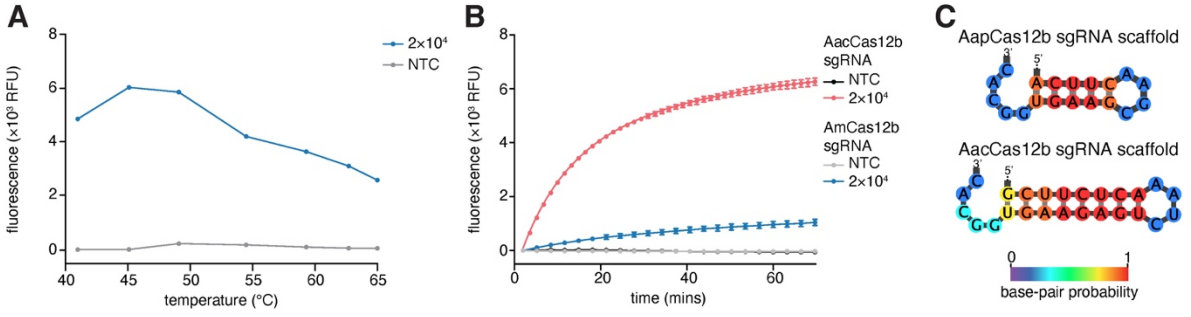 A
8
6
4
2
0
fluorescence (×10³ RFU)
40 45 50 55 60 65
temperature (°C)
2×10⁴
NTC
B
8
6
4
2
0
fluorescence (×10³ RFU)
0 20 40 60
time (mins)
AacCas12b
sgRNA
NTC
2×10⁴
AmCas12b
sgRNA
NTC
2×10⁴
C
AapCas12b sgRNA scaffold
3'
5'
C
A
C
G
G
A C U U C A
A
G
U G A A G C
AacCas12b sgRNA scaffold
3'
5'
C
A
C
G
G
G C U U C U C A A
A
U
U G A A G A G U C
0 1
base-pair probability